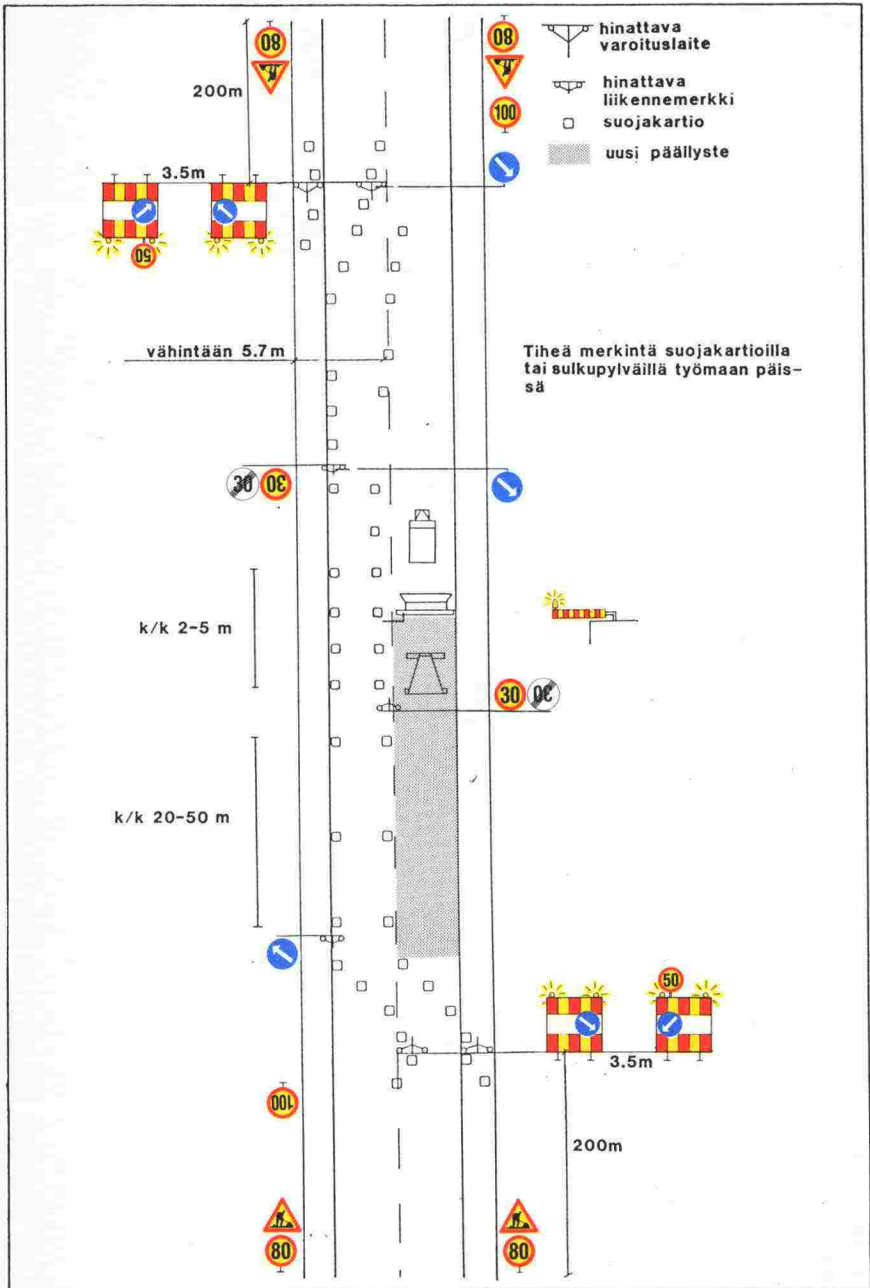 80
80
hinattava
varoituslaite
200m
hinattava
liikennemerkki
100
suojakartio
uusi päällyste
3.5m
50
vähintään 5.7 m
Tiheä merkintä suojakartioilla
tai sulkupylväillä työmaan päis-
sä
30
30
k/k 2-5 m
30
30
k/k 20-50 m
50
3.5m
100
200m
80
80